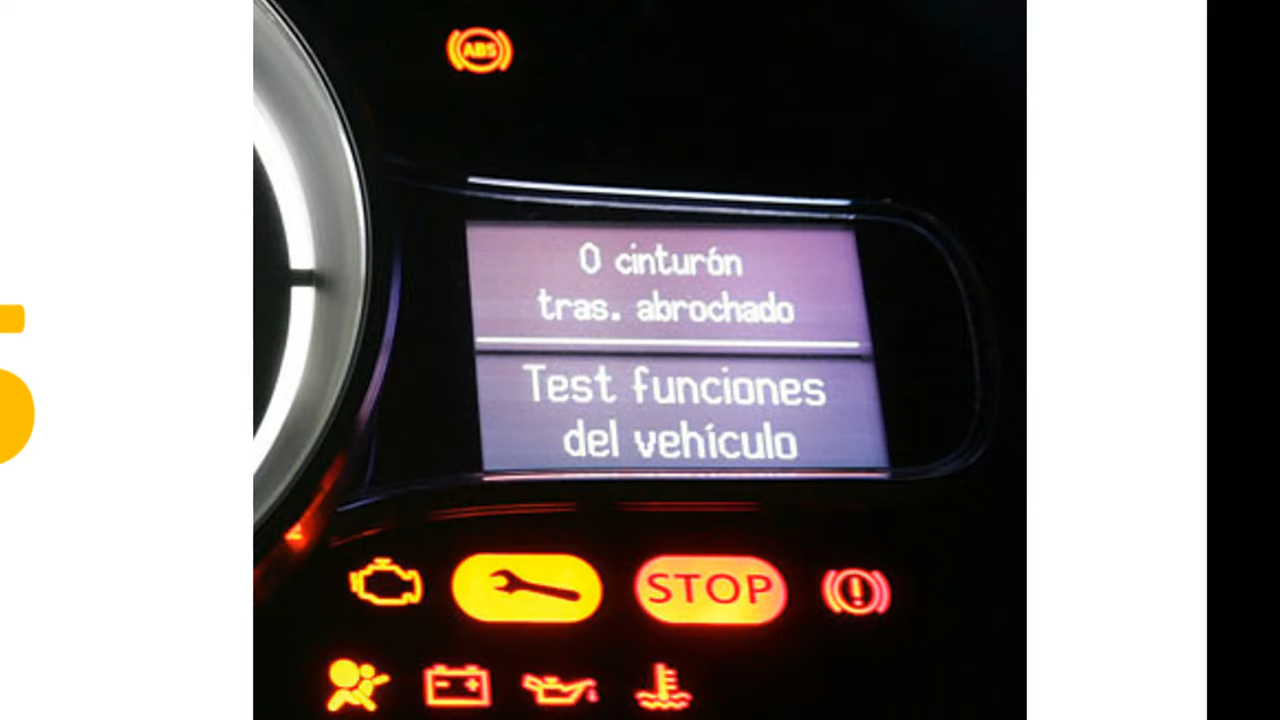 ABS
0 cinturón
tras. abrochado
Test funciones
del vehículo
STOP